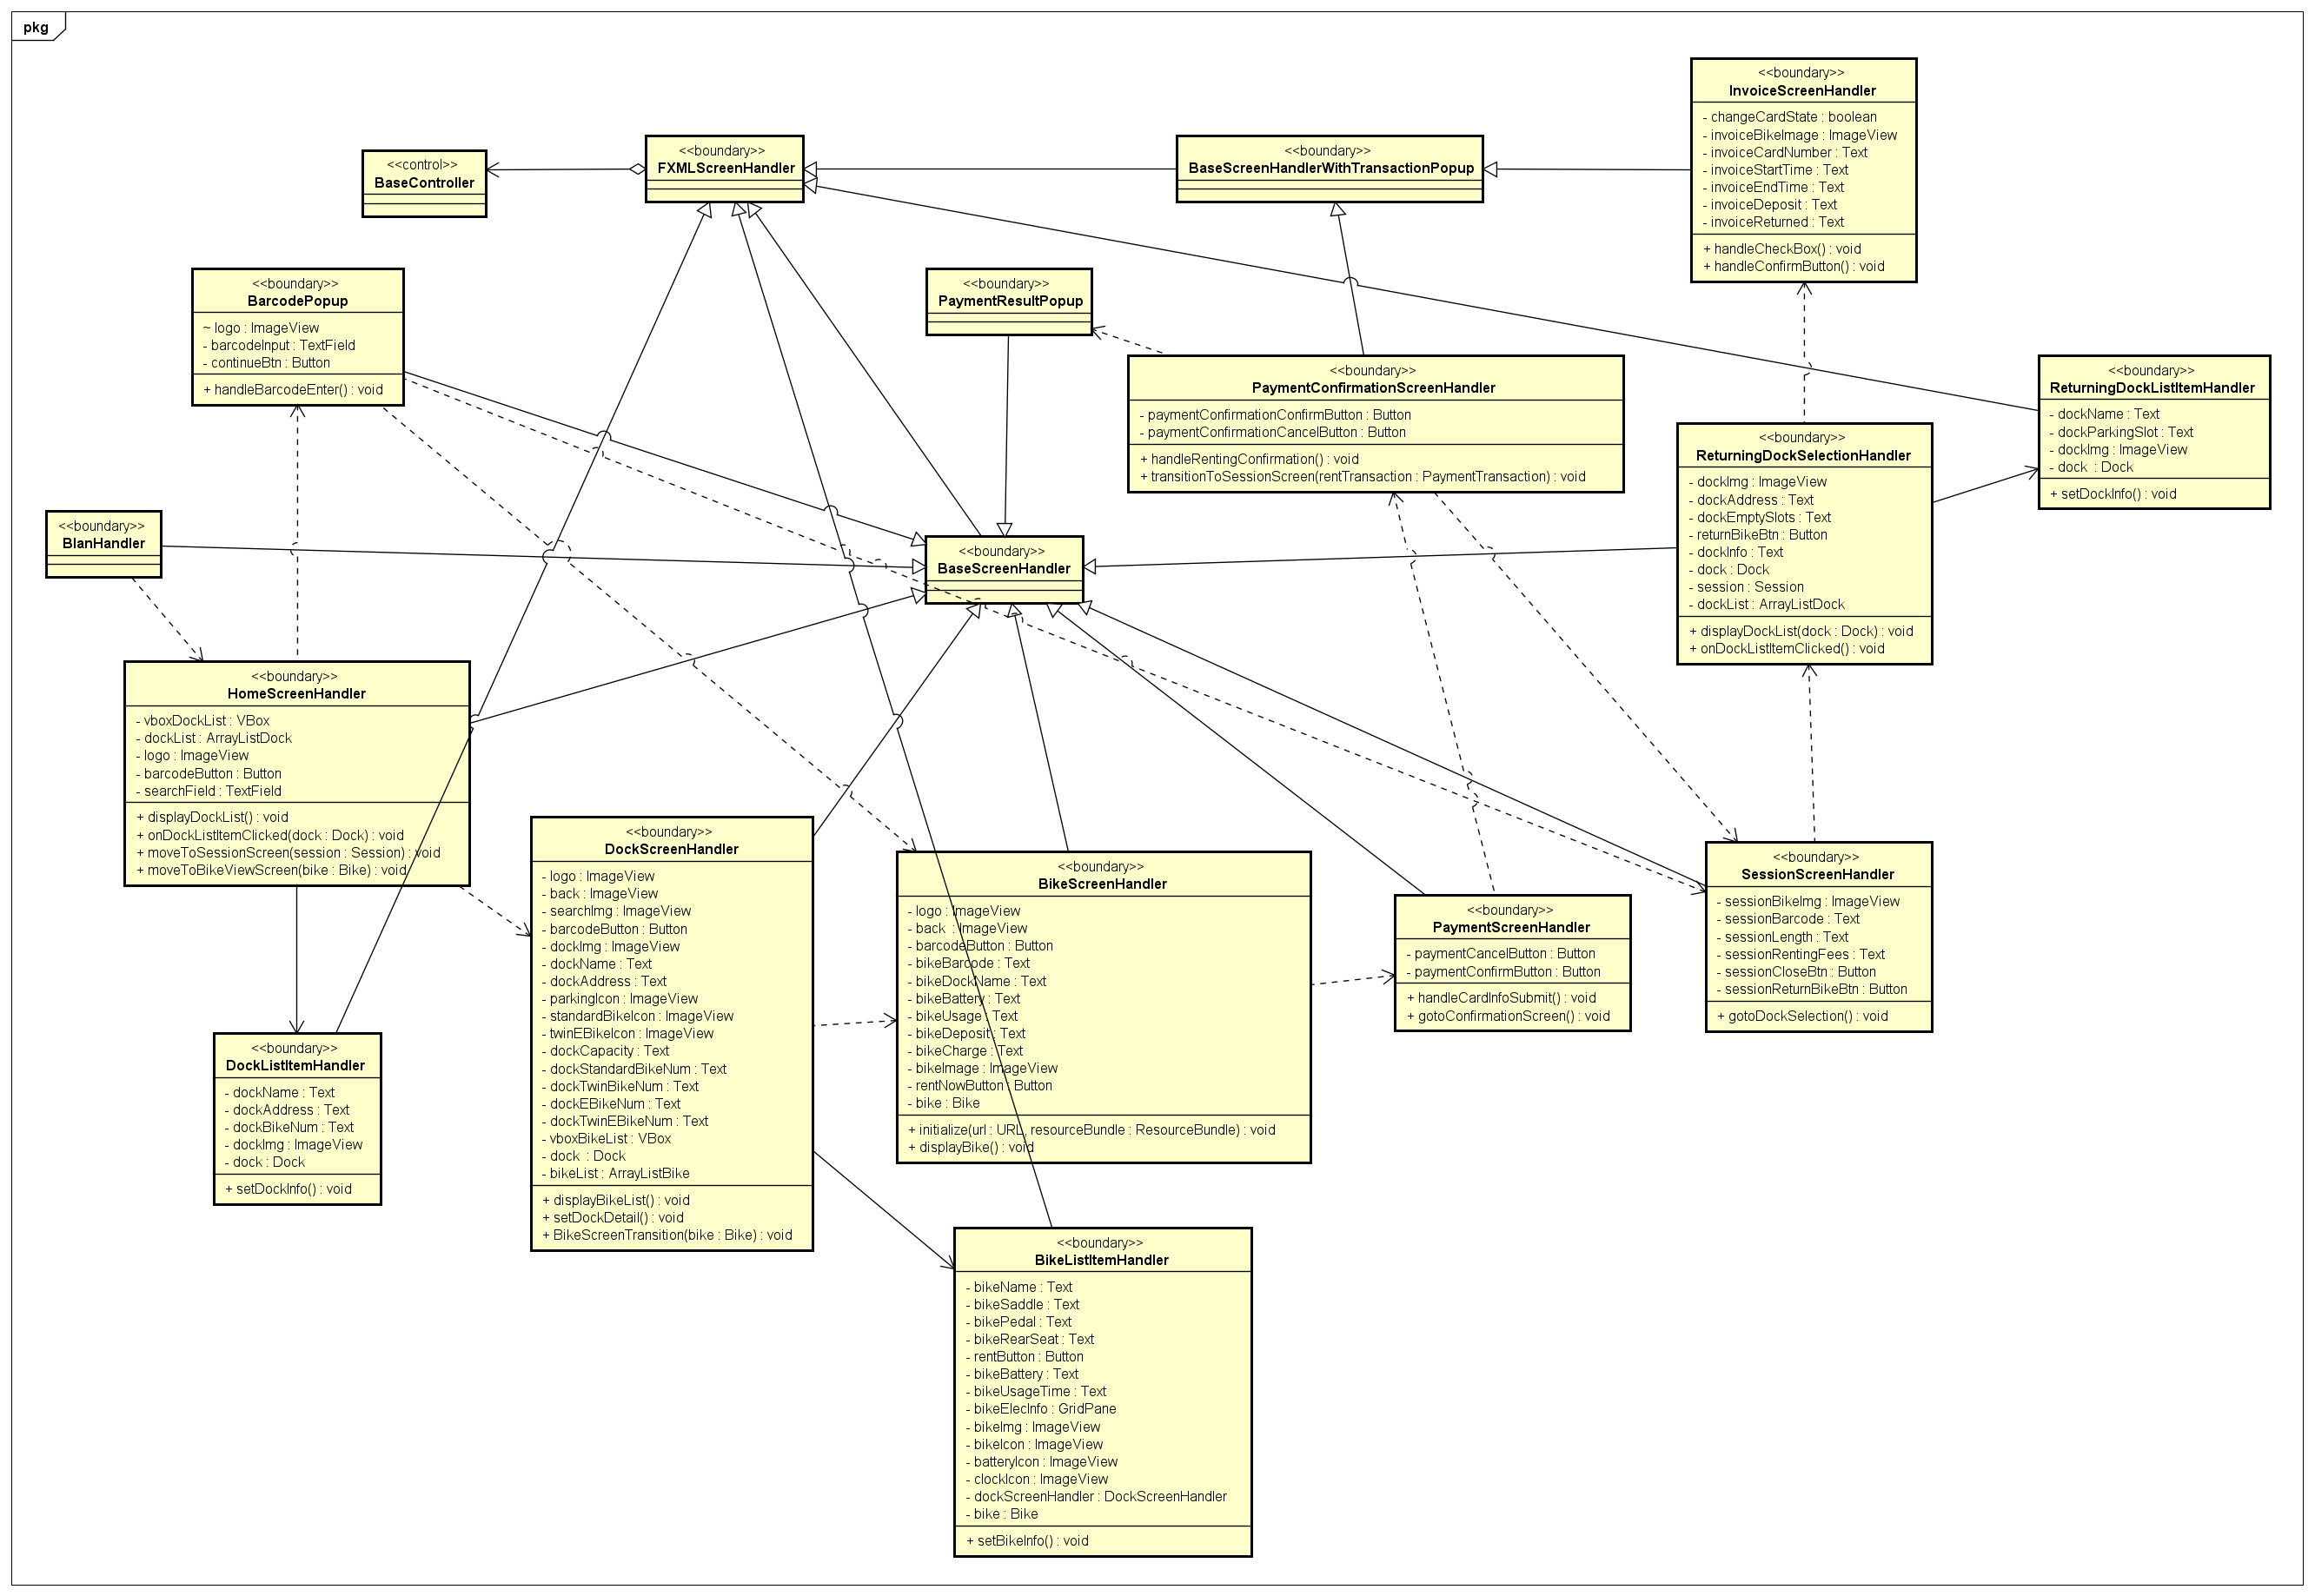 pkg
<<boundary>>
InvoiceScreenHandler
- changeCardState : boolean
- invoiceBikeImage : ImageView
- invoiceCardNumber : Text
- invoiceStartTime : Text
- invoiceEndTime : Text
- invoiceDeposit : Text
- invoiceReturned : Text
+ handleCheckBox() : void
+ handleConfirmButton() : void
<<control>>
BaseController
<<boundary>>
FXMLScreenHandler
<<boundary>>
BaseScreenHandlerWithTransactionPopup
<<boundary>>
BarcodePopup
~ logo : ImageView
- barcodeInput : TextField
- continueBtn : Button
+ handleBarcodeEnter() : void
<<boundary>>
PaymentResultPopup
<<boundary>>
PaymentConfirmationScreenHandler
- paymentConfirmationConfirmButton : Button
- paymentConfirmationCancelButton : Button
+ handleRentingConfirmation() : void
+ transitionToSessionScreen(rentTransaction : PaymentTransaction) : void
<<boundary>>
ReturningDockListItemHandler
- dockName : Text
- dockParkingSlot : Text
- dockImg : ImageView
- dock : Dock
+ setDockInfo() : void
<<boundary>>
ReturningDockSelectionHandler
- dockImg : ImageView
- dockAddress : Text
- dockEmptySlots : Text
- returnBikeBtn : Button
- dockInfo : Text
- dock : Dock
- session : Session
- dockList : ArrayListDock
+ displayDockList(dock : Dock) : void
+ onDockListItemClicked() : void
<<boundary>>
BlanHandler
<<boundary>>
BaseScreenHandler
<<boundary>>
HomeScreenHandler
- vboxDockList : VBox
- dockList : ArrayListDock
- logo : ImageView
- barcodeButton : Button
- searchField : TextField
+ displayDockList() : void
+ onDockListItemClicked(dock : Dock) : void
+ moveToSessionScreen(session : Session) : void
+ moveToBikeViewScreen(bike : Bike) : void
<<boundary>>
DockScreenHandler
- logo : ImageView
- back : ImageView
- searchImg : ImageView
- barcodeButton : Button
- dockImg : ImageView
- dockName : Text
- dockAddress : Text
- parkingIcon : ImageView
- standardBikeIcon : ImageView
- twinEBikeIcon : ImageView
- dockCapacity : Text
- dockStandardBikeNum : Text
- dockTwinBikeNum : Text
- dockEBikeNum : Text
- dockTwinEBikeNum : Text
- vboxBikeList : VBox
- dock : Dock
- bikeList : ArrayListBike
+ displayBikeList() : void
+ setDockDetail() : void
+ BikeScreenTransition(bike : Bike) : void
<<boundary>>
BikeScreenHandler
- logo : ImageView
- back : ImageView
- barcodeButton : Button
- bikeBarcode : Text
- bikeDockName : Text
- bikeBattery : Text
- bikeUsage : Text
- bikeDeposit : Text
- bikeCharge : Text
- bikeImage : ImageView
- rentNowButton : Button
- bike : Bike
+ initialize(url : URL, resourceBundle : ResourceBundle) : void
+ displayBike() : void
<<boundary>>
PaymentScreenHandler
- paymentCancelButton : Button
- paymentConfirmButton : Button
+ handleCardInfoSubmit() : void
+ gotoConfirmationScreen() : void
<<boundary>>
SessionScreenHandler
- sessionBikeImg : ImageView
- sessionBarcode : Text
- sessionLength : Text
- sessionRentingFees : Text
- sessionCloseBtn : Button
- sessionReturnBikeBtn : Button
+ gotoDockSelection() : void
<<boundary>>
DockListItemHandler
- dockName : Text
- dockAddress : Text
- dockBikeNum : Text
- dockImg : ImageView
- dock : Dock
+ setDockInfo() : void
<<boundary>>
BikeListItemHandler
- bikeName : Text
- bikeSaddle : Text
- bikePedal : Text
- bikeRearSeat : Text
- rentButton : Button
- bikeBattery : Text
- bikeUsageTime : Text
- bikeElecInfo : GridPane
- bikeImg : ImageView
- bikeIcon : ImageView
- batteryIcon : ImageView
- clockIcon : ImageView
- dockScreenHandler : DockScreenHandler
- bike : Bike
+ setBikeInfo() : void